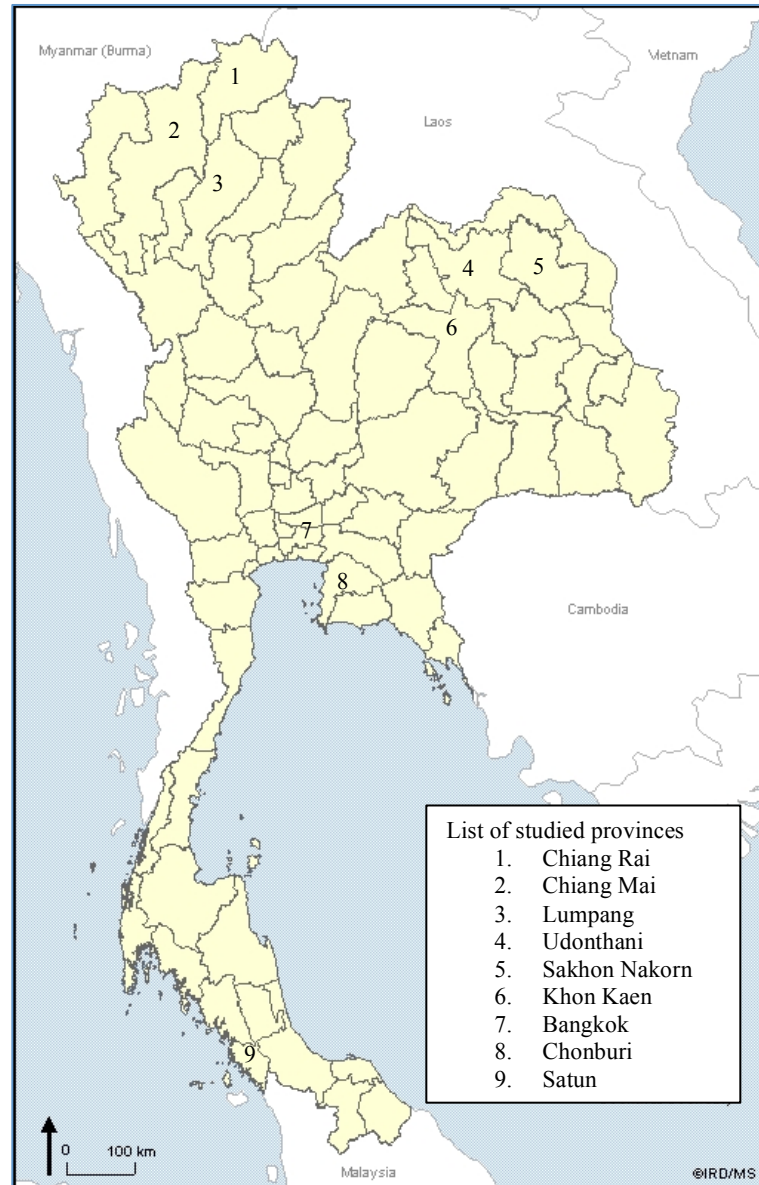 Myanmar (Burma)
Vietnam
Laos
1
2
3
4
5
6
7
8
Cambodia
List of studied provinces
1. Chiang Rai
2. Chiang Mai
3. Lumpang
4. Udonthani
5. Sakhon Nakorn
6. Khon Kaen
7. Bangkok
8. Chonburi
9. Satun
9
0 100 km
Malaysia
©IRD/MS